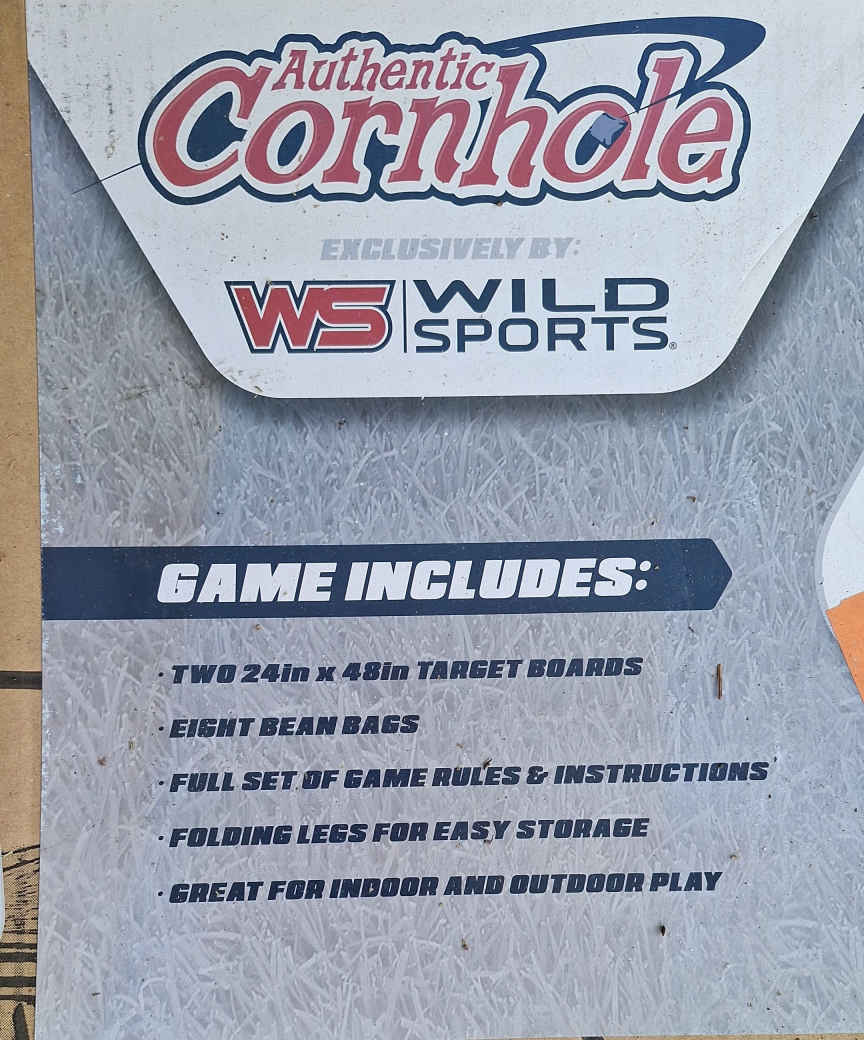 Authentic
Cornhole
EXCLUSIVELY BY:
WS WILD
SPORTS®
GAME INCLUDES:
· TWO 24in x 48in TARGET BOARDS
· EIGHT BEAN BAGS
· FULL SET OF GAME RULES & INSTRUCTIONS
· FOLDING LEGS FOR EASY STORAGE
· GREAT FOR INDOOR AND OUTDOOR PLAY